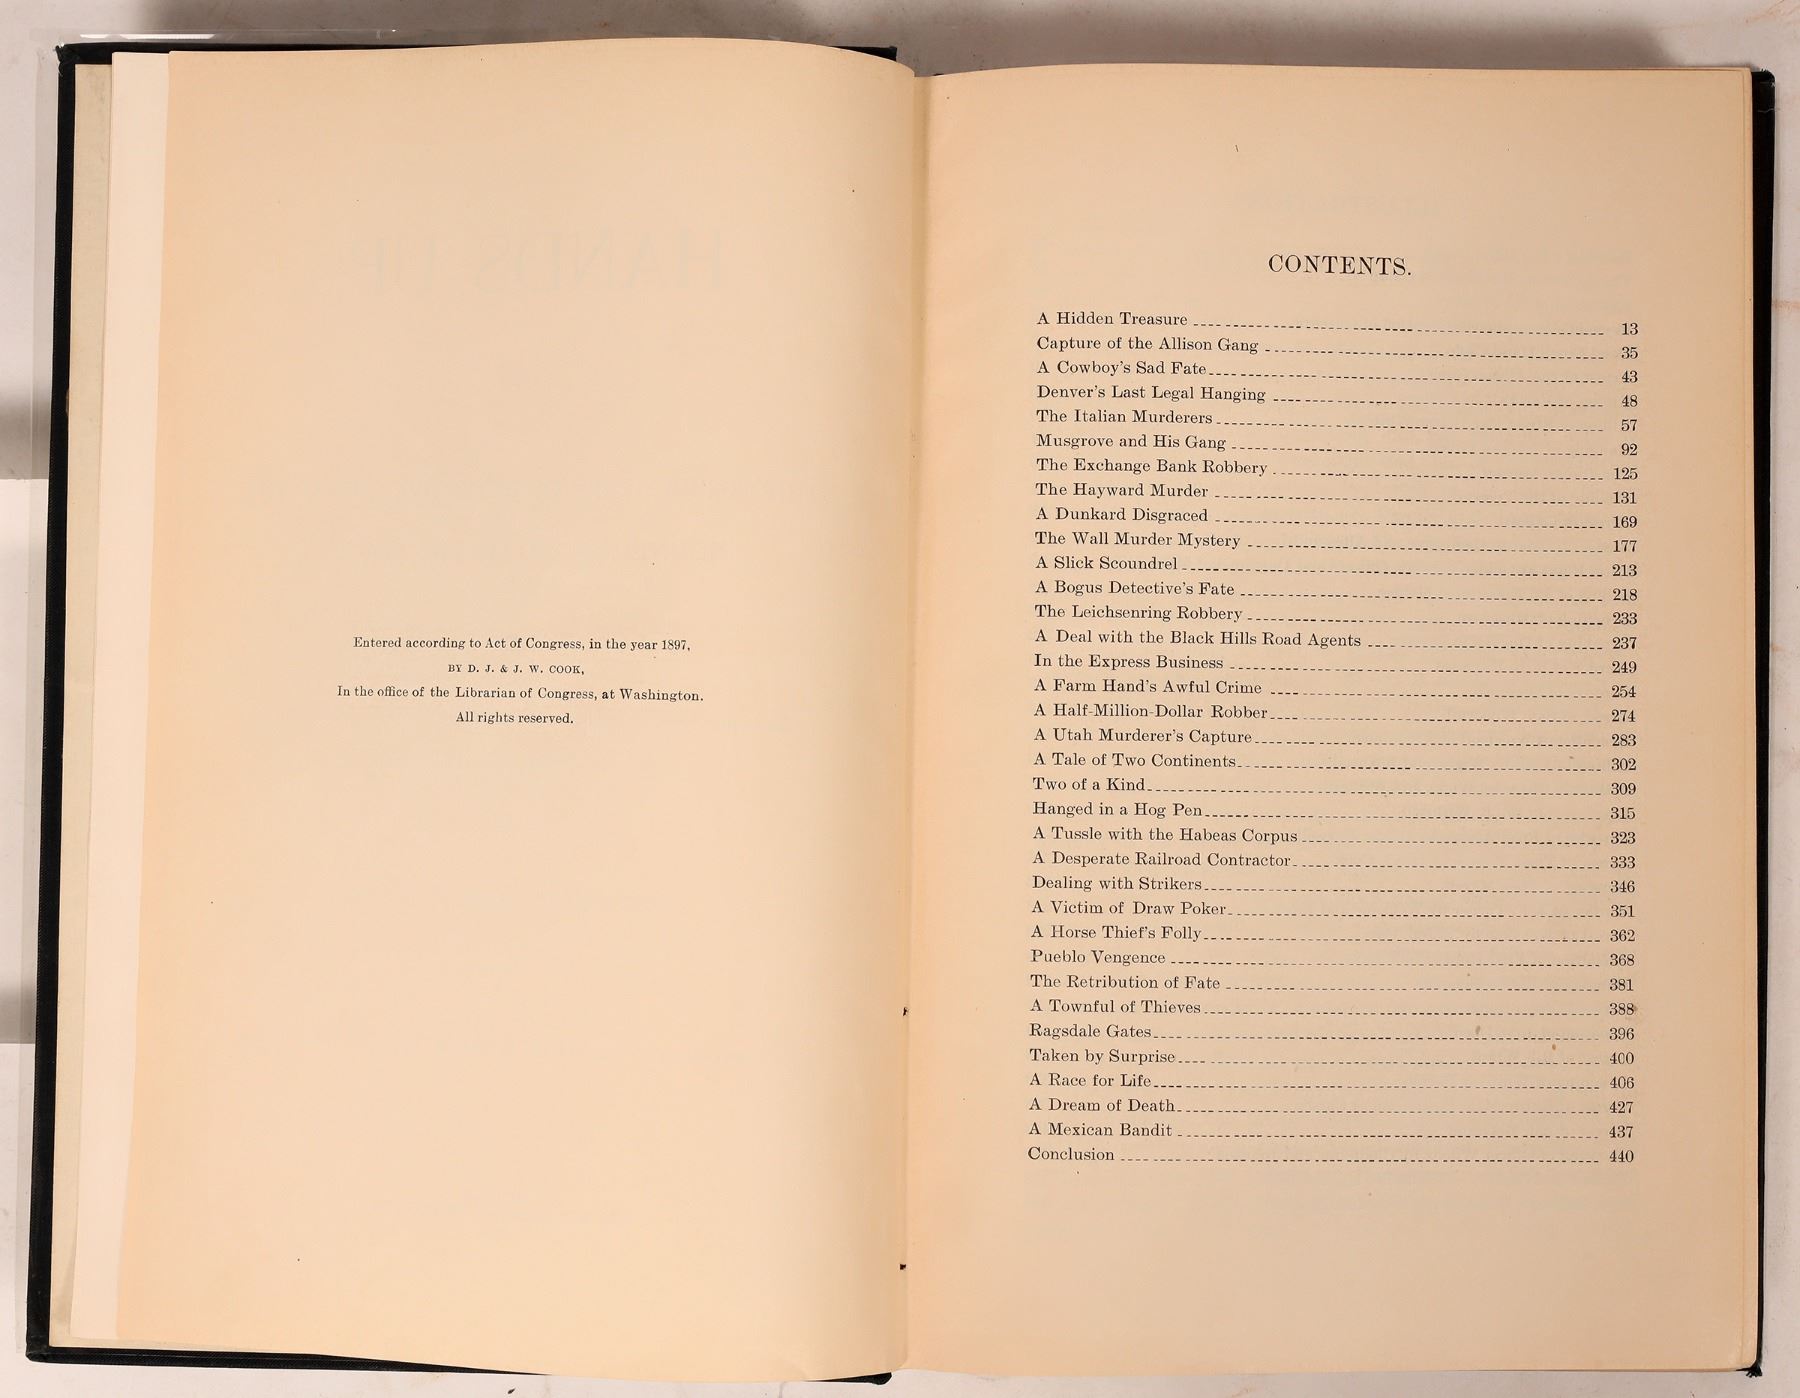 HANDS UP
Entered according to Act of Congress, in the year 1897,
BY D. J. & J. W. COOK,
In the office of the Librarian of Congress, at Washington.
All rights reserved.
CONTENTS.
A Hidden Treasure 13
Capture of the Allison Gang 35
A Cowboy's Sad Fate 43
Denver's Last Legal Hanging 48
The Italian Murderers 57
Musgrove and His Gang 92
The Exchange Bank Robbery 125
The Hayward Murder 131
A Dunkard Disgraced 169
The Wall Murder Mystery 177
A Slick Scoundrel 213
A Bogus Detective's Fate 218
The Leichsenring Robbery 233
A Deal with the Black Hills Road Agents 237
In the Express Business 249
A Farm Hand's Awful Crime 254
A Half-Million-Dollar Robber 274
A Utah Murderer's Capture 283
A Tale of Two Continents 302
Two of a Kind 309
Hanged in a Hog Pen 315
A Tussle with the Habeas Corpus 323
A Desperate Railroad Contractor 333
Dealing with Strikers 346
A Victim of Draw Poker 351
A Horse Thief's Folly 362
Pueblo Vengence 368
The Retribution of Fate 381
A Townful of Thieves 388
Ragsdale Gates 396
Taken by Surprise 400
A Race for Life 406
A Dream of Death 427
A Mexican Bandit 437
Conclusion 440